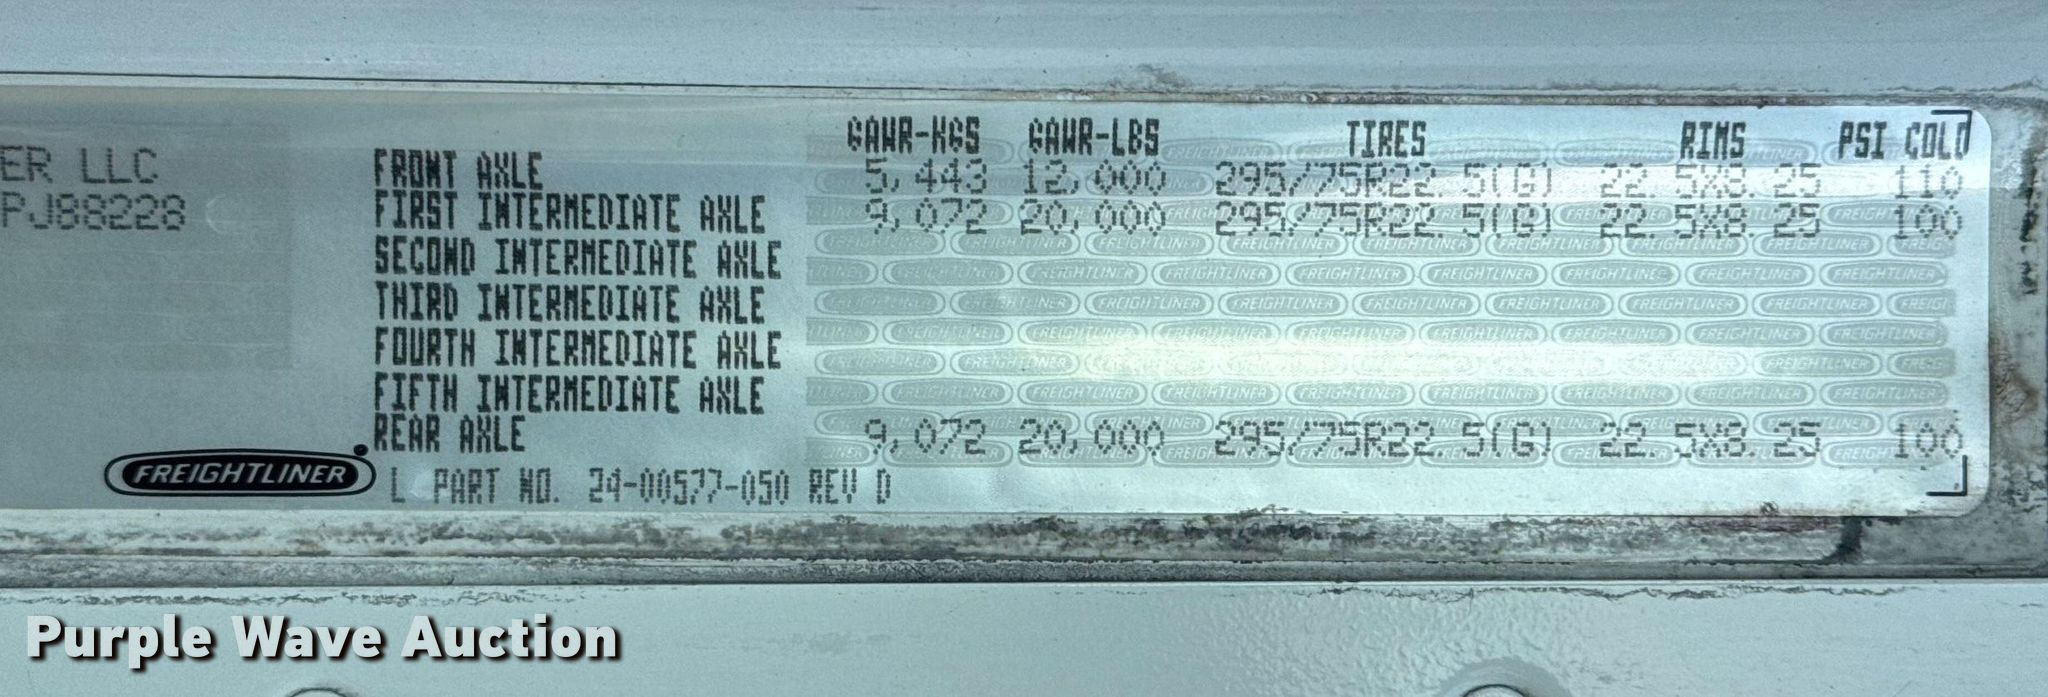 GAWR-KGS GAWR-LBS TIRES RIMS PSI COLD
ER LLC
PJ88228
FRONT AXLE 5,443 12,000 295/75R22.5(G) 22.5X8.25 110
FIRST INTERMEDIATE AXLE 9,072 20,000 295/75R22.5(G) 22.5X8.25 100
SECOND INTERMEDIATE AXLE
THIRD INTERMEDIATE AXLE
FOURTH INTERMEDIATE AXLE
FIFTH INTERMEDIATE AXLE
REAR AXLE 9,072 20,000 295/75R22.5(G) 22.5X8.25 100
FREIGHTLINER
L PART NO. 24-00577-050 REV D
Purple Wave Auction